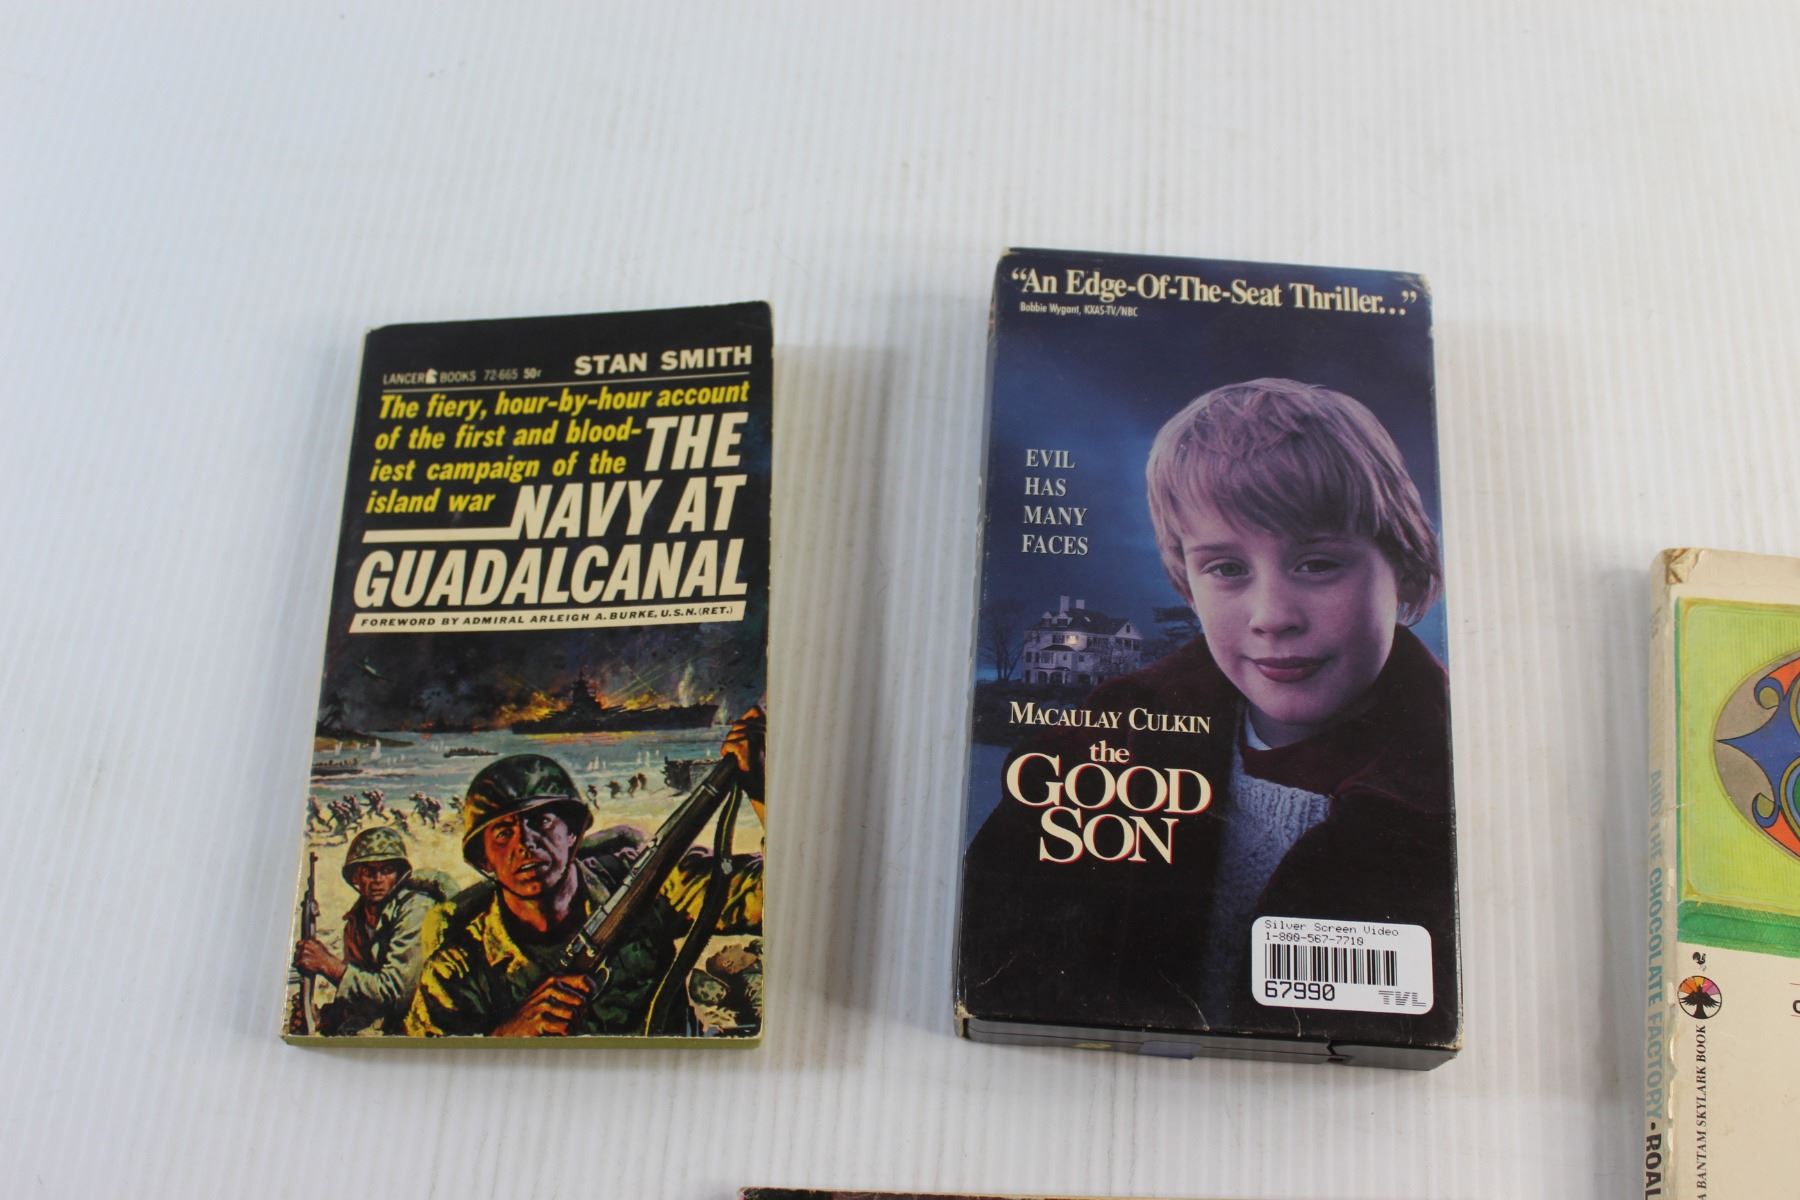 LANCER BOOKS 72-665 50¢
STAN SMITH
The fiery, hour-by-hour account
of the first and blood-
iest campaign of the
island war
THE
NAVY AT
GUADALCANAL
FOREWORD BY ADMIRAL ARLEIGH A. BURKE, U.S.N. (RET.)
“An Edge-Of-The-Seat Thriller...”
Bobbie Wygant, KXAS-TV/NBC
EVIL
HAS
MANY
FACES
MACAULAY CULKIN
the
GOOD
SON
Silver Screen Video
1-800-567-7710
67990 TVL
AND THE CHOCOLATE FACTORY • ROAL
A BANTAM SKYLARK BOOK